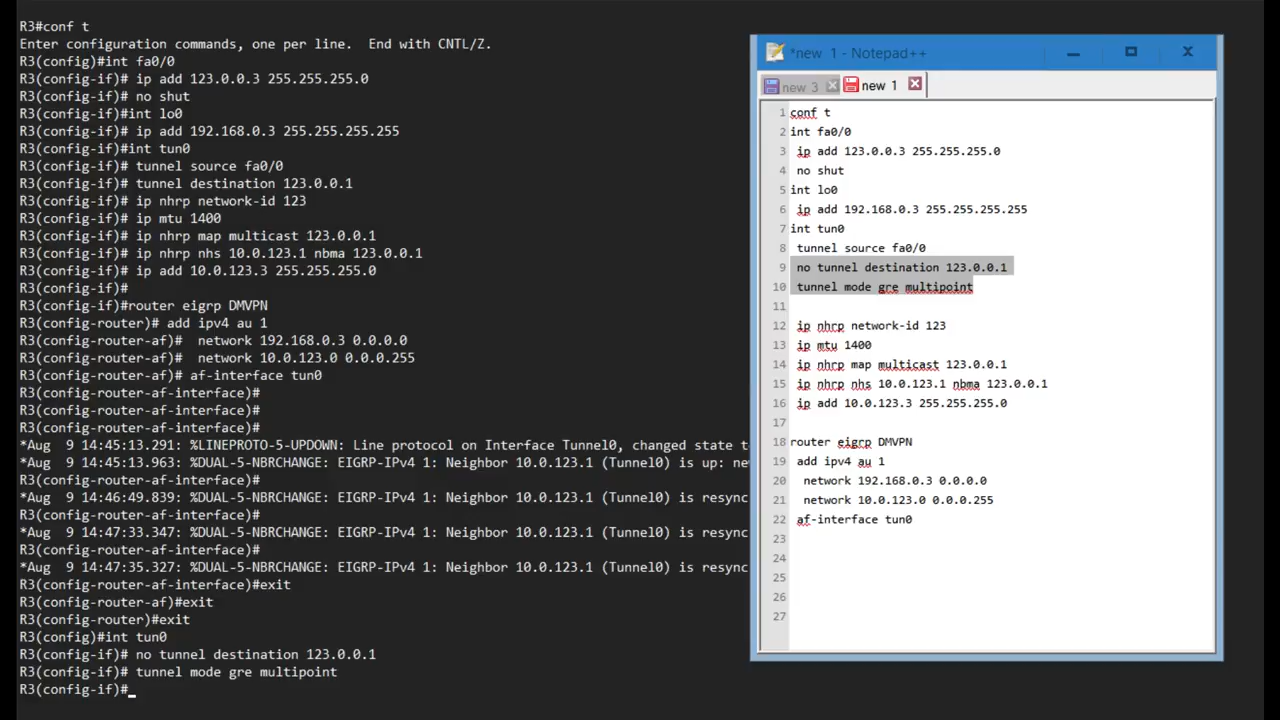 R3#conf t
Enter configuration commands, one per line.  End with CNTL/Z.
R3(config)#int fa0/0
R3(config-if)# ip add 123.0.0.3 255.255.255.0
R3(config-if)# no shut
R3(config-if)#int lo0
R3(config-if)# ip add 192.168.0.3 255.255.255.255
R3(config-if)#int tun0
R3(config-if)# tunnel source fa0/0
R3(config-if)# tunnel destination 123.0.0.1
R3(config-if)# ip nhrp network-id 123
R3(config-if)# ip mtu 1400
R3(config-if)# ip nhrp map multicast 123.0.0.1
R3(config-if)# ip nhrp nhs 10.0.123.1 nbma 123.0.0.1
R3(config-if)# ip add 10.0.123.3 255.255.255.0
R3(config-if)#
R3(config-if)#router eigrp DMVPN
R3(config-router)# add ipv4 au 1
R3(config-router-af)#  network 192.168.0.3 0.0.0.0
R3(config-router-af)#  network 10.0.123.0 0.0.0.255
R3(config-router-af)# af-interface tun0
R3(config-router-af-interface)#
R3(config-router-af-interface)#
R3(config-router-af-interface)#
*Aug  9 14:45:13.291: %LINEPROTO-5-UPDOWN: Line protocol on Interface Tunnel0, changed state t
*Aug  9 14:45:13.963: %DUAL-5-NBRCHANGE: EIGRP-IPv4 1: Neighbor 10.0.123.1 (Tunnel0) is up: ne
R3(config-router-af-interface)#
*Aug  9 14:46:49.839: %DUAL-5-NBRCHANGE: EIGRP-IPv4 1: Neighbor 10.0.123.1 (Tunnel0) is resync
R3(config-router-af-interface)#
*Aug  9 14:47:33.347: %DUAL-5-NBRCHANGE: EIGRP-IPv4 1: Neighbor 10.0.123.1 (Tunnel0) is resync
R3(config-router-af-interface)#
*Aug  9 14:47:35.327: %DUAL-5-NBRCHANGE: EIGRP-IPv4 1: Neighbor 10.0.123.1 (Tunnel0) is resync
R3(config-router-af-interface)#exit
R3(config-router-af)#exit
R3(config-router)#exit
R3(config)#int tun0
R3(config-if)# no tunnel destination 123.0.0.1
R3(config-if)# tunnel mode gre multipoint
R3(config-if)#_
*new  1 - Notepad++
new  3
new  1
1 conf t
2 int fa0/0
3  ip add 123.0.0.3 255.255.255.0
4  no shut
5 int lo0
6  ip add 192.168.0.3 255.255.255.255
7 int tun0
8  tunnel source fa0/0
9  no tunnel destination 123.0.0.1
10  tunnel mode gre multipoint
11
12  ip nhrp network-id 123
13  ip mtu 1400
14  ip nhrp map multicast 123.0.0.1
15  ip nhrp nhs 10.0.123.1 nbma 123.0.0.1
16  ip add 10.0.123.3 255.255.255.0
17
18 router eigrp DMVPN
19  add ipv4 au 1
20   network 192.168.0.3 0.0.0.0
21   network 10.0.123.0 0.0.0.255
22  af-interface tun0
23
24
25
26
27